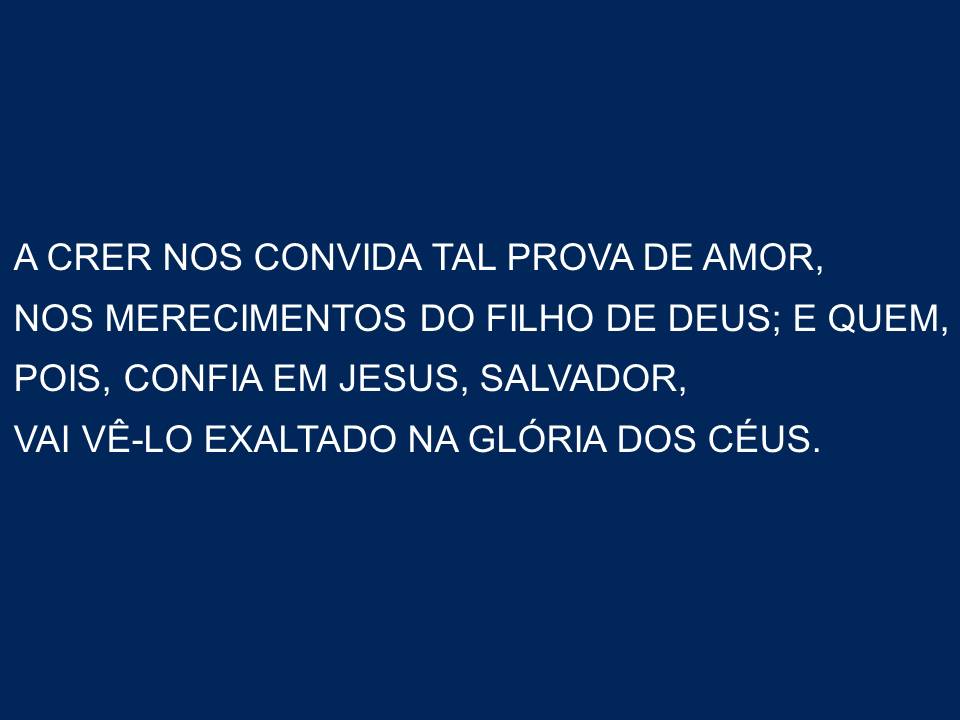 A CRER NOS CONVIDA TAL PROVA DE AMOR,
NOS MERECIMENTOS DO FILHO DE DEUS; E QUEM,
POIS, CONFIA EM JESUS, SALVADOR,
VAI VÊ-LO EXALTADO NA GLÓRIA DOS CÉUS.